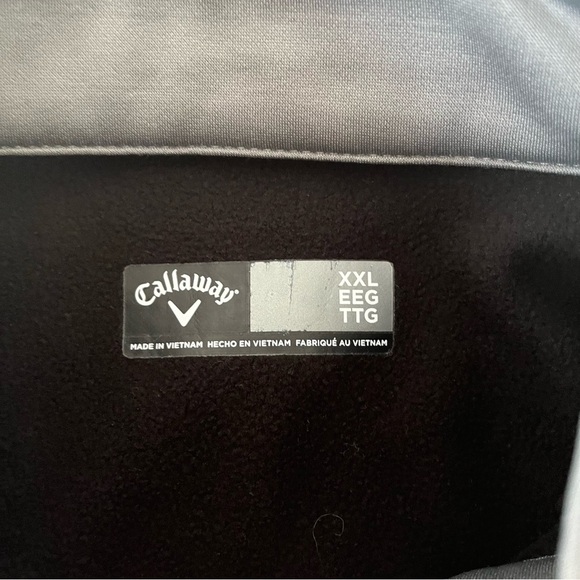 Callaway
XXL
EEG
TTG
MADE IN VIETNAM HECHO EN VIETNAM FABRIQUÉ AU VIETNAM